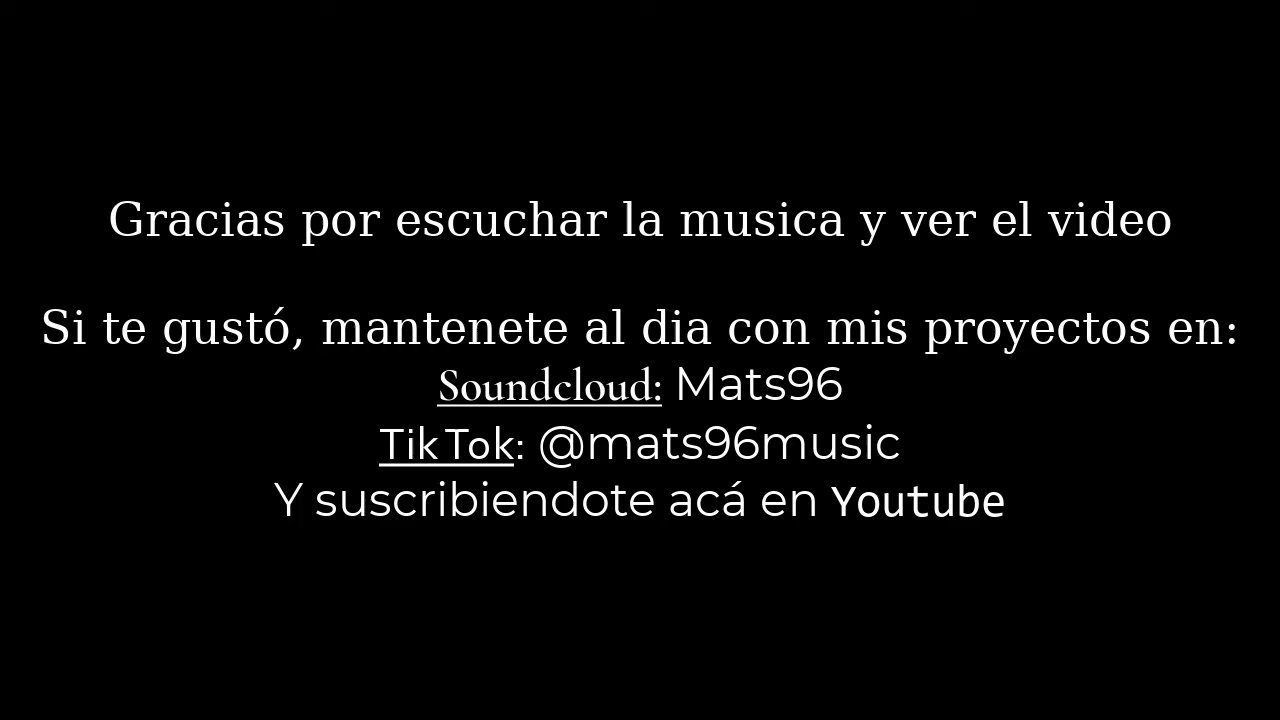 Gracias por escuchar la musica y ver el video
Si te gustó, mantenete al dia con mis proyectos en:
Soundcloud: Mats96
TikTok: @mats96music
Y suscribiendote acá en Youtube